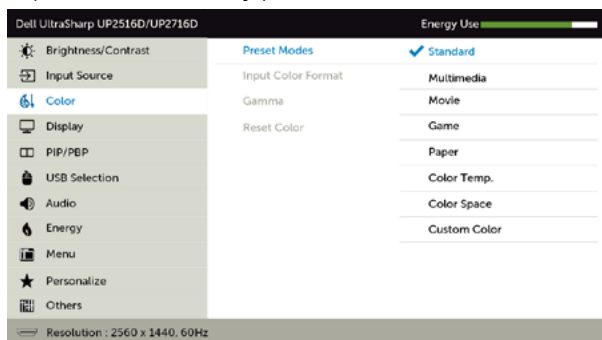 Dell UltraSharp UP2516D/UP2716D
Energy Use
Brightness/Contrast
Preset Modes
Standard
Input Source
Input Color Format
Multimedia
Color
Gamma
Movie
Display
Reset Color
Game
PIP/PBP
Paper
USB Selection
Color Temp.
Audio
Color Space
Energy
Custom Color
Menu
Personalize
Others
Resolution : 2560 x 1440, 60Hz